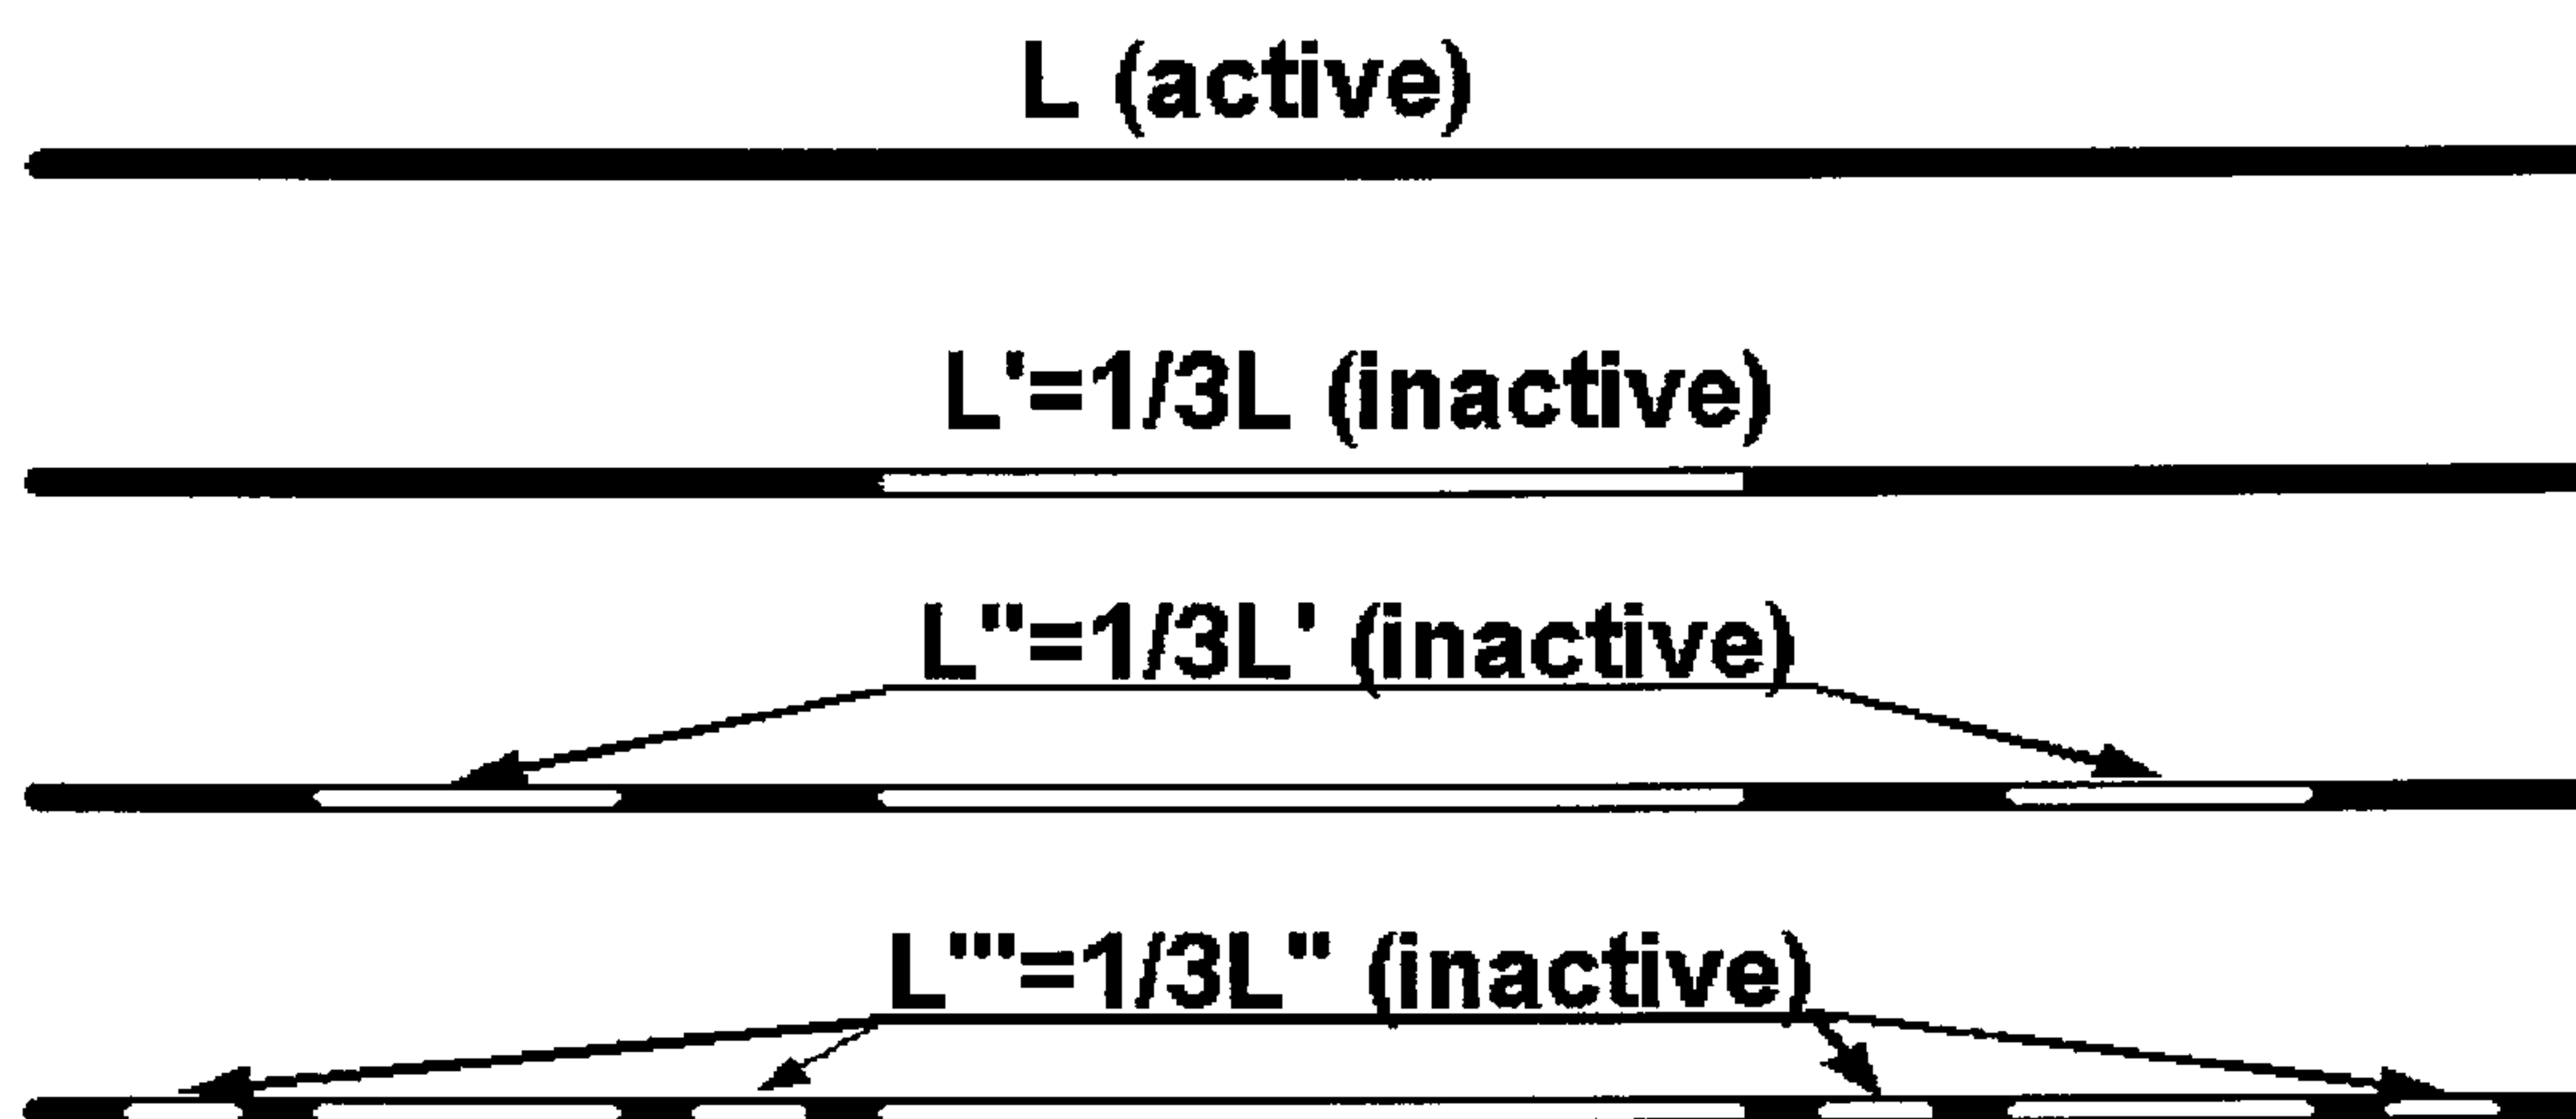 L (active)
L'=1/3L (inactive)
L''=1/3L' (inactive)
L'''=1/3L'' (inactive)